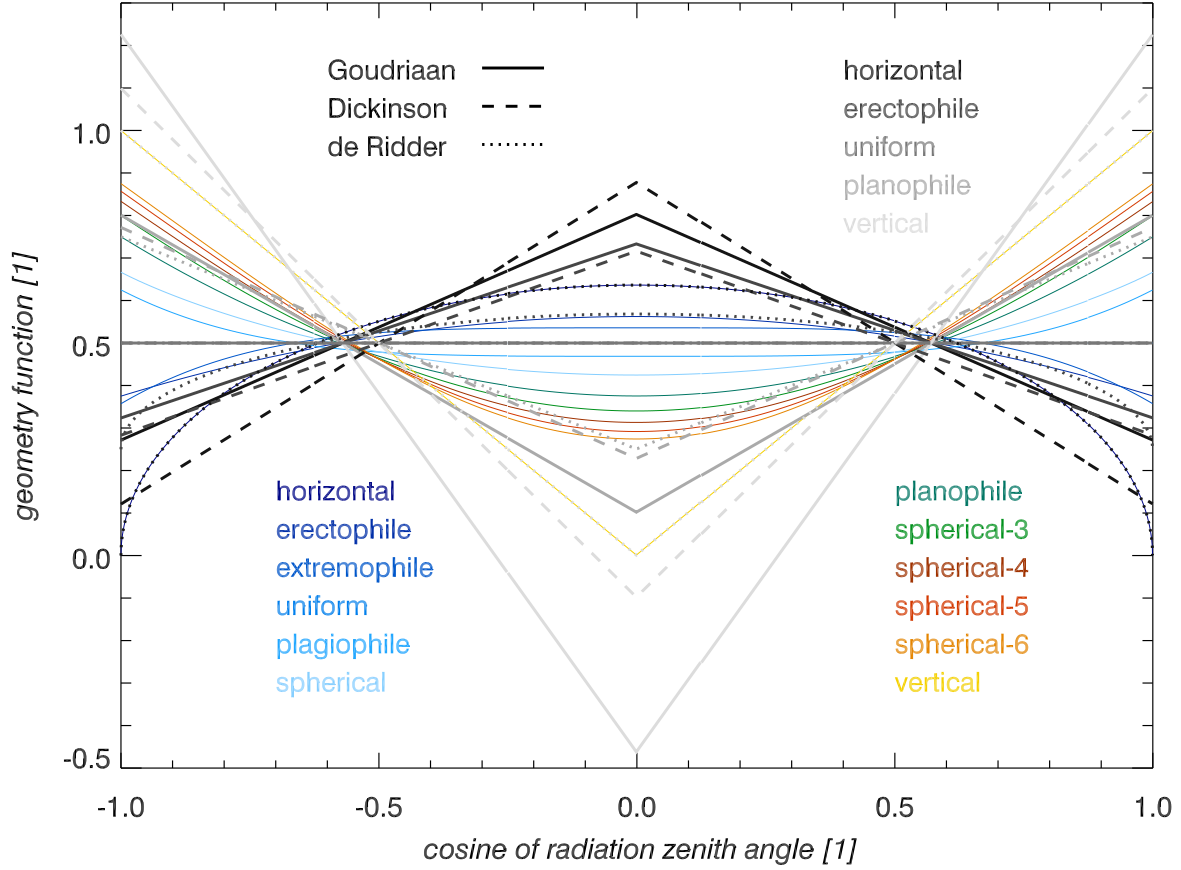 Goudriaan
Dickinson
de Ridder
horizontal
erectophile
uniform
planophile
vertical
geometry function [1]
1.0
0.5
0.0
-0.5
horizontal
erectophile
extremophile
uniform
plagiophile
spherical
planophile
spherical-3
spherical-4
spherical-5
spherical-6
vertical
-1.0 -0.5 0.0 0.5 1.0
cosine of radiation zenith angle [1]